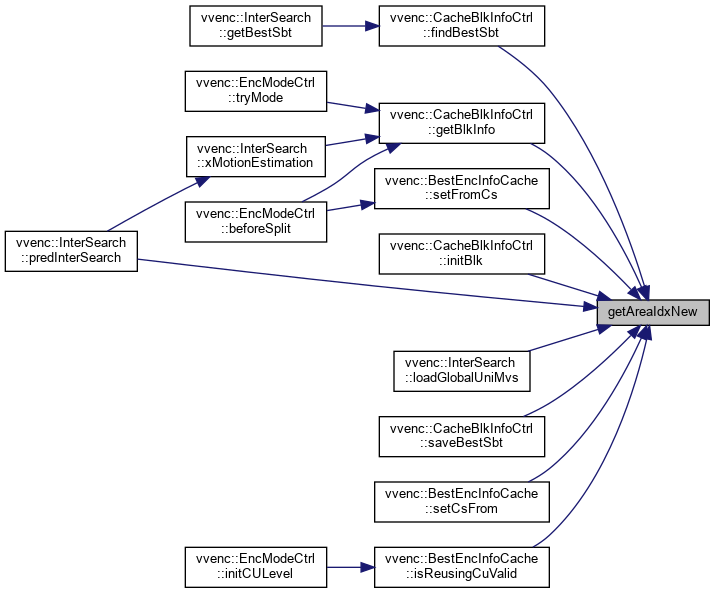 vvenc::InterSearch
::getBestSbt
vvenc::CacheBlkInfoCtrl
::findBestSbt
vvenc::EncModeCtrl
::tryMode
vvenc::CacheBlkInfoCtrl
::getBlkInfo
vvenc::InterSearch
::xMotionEstimation
vvenc::BestEncInfoCache
::setFromCs
vvenc::EncModeCtrl
::beforeSplit
vvenc::InterSearch
::predInterSearch
vvenc::CacheBlkInfoCtrl
::initBlk
getAreaIdxNew
vvenc::InterSearch
::loadGlobalUniMvs
vvenc::CacheBlkInfoCtrl
::saveBestSbt
vvenc::BestEncInfoCache
::setCsFrom
vvenc::EncModeCtrl
::initCULevel
vvenc::BestEncInfoCache
::isReusingCuValid